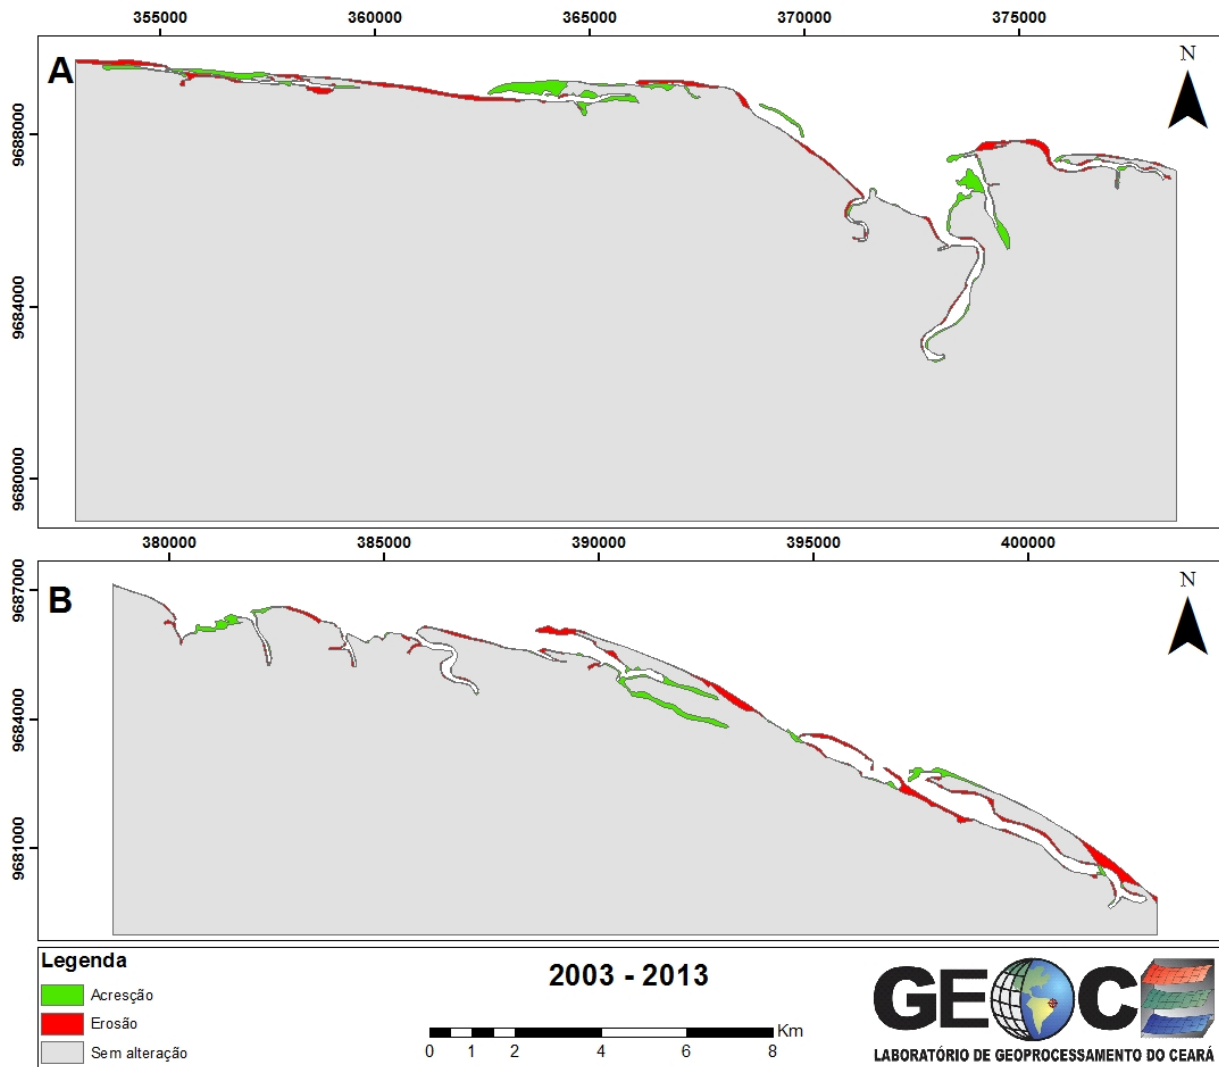 355000 360000 365000 370000 375000
A
N
9688000
9684000
9680000
380000 385000 390000 395000 400000
B
N
9687000
9684000
9681000
Legenda
Acresção
Erosão
Sem alteração
2003 - 2013
Km
0 1 2 4 6 8
GEOCE
LABORATÓRIO DE GEOPROCESSAMENTO DO CEARÁ